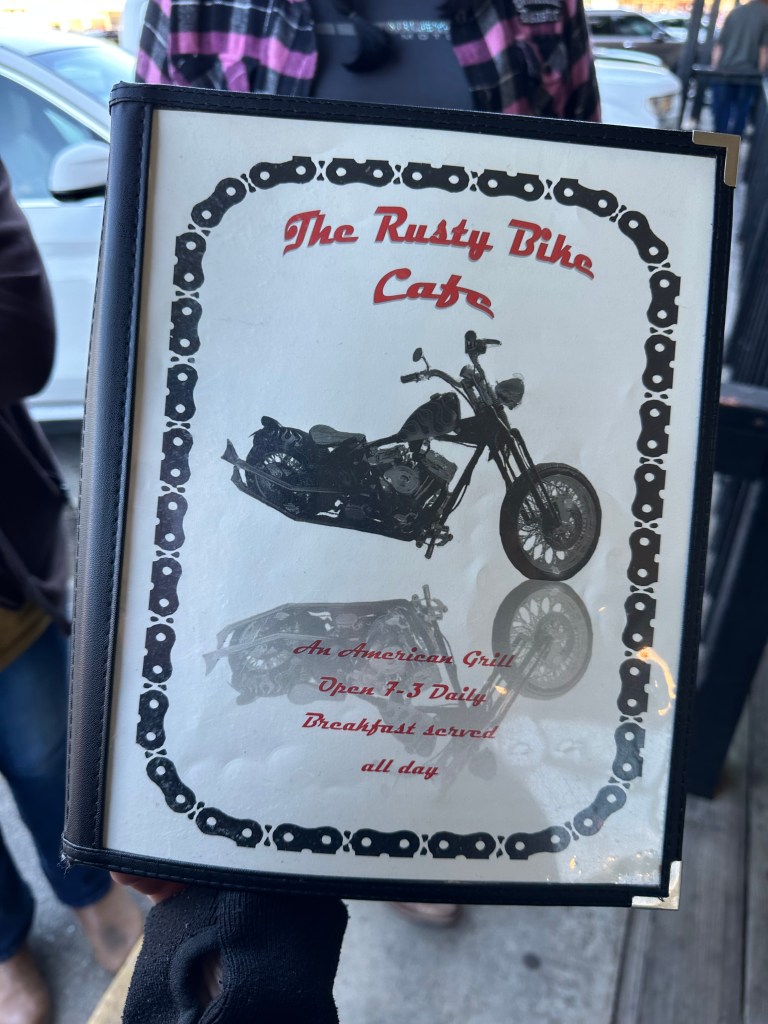 The Rusty Bike
Cafe
An American Grill
Open 7-3 Daily
Breakfast served
all day